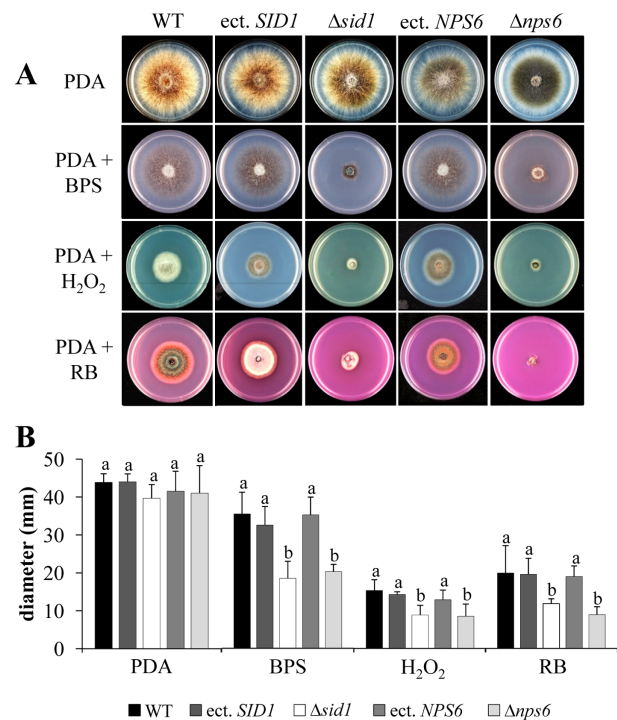 WT ect. SID1 Δsid1 ect. NPS6 Δnps6
A
PDA
PDA +
BPS
PDA +
H₂O₂
PDA +
RB
B
diameter (mm)
50
40
30
20
10
0
a a a a a
a a b a b
a a b a b
a a b a b
PDA BPS H₂O₂ RB
WT ect. SID1 Δsid1 ect. NPS6 Δnps6